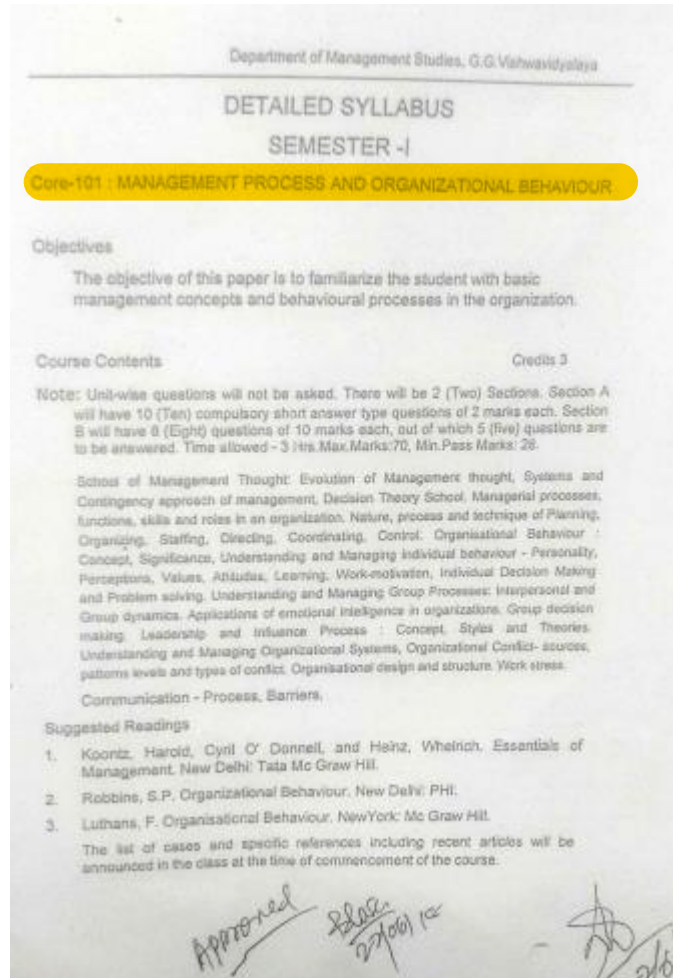 Department of Management Studies, G.G.Vishwavidyalaya
DETAILED SYLLABUS
SEMESTER -I
Core-101 : MANAGEMENT PROCESS AND ORGANIZATIONAL BEHAVIOUR
Objectives
The objective of this paper is to familiarize the student with basic
management concepts and behavioural processes in the organization.
Course Contents Credits 3
Note: Unit-wise questions will not be asked. There will be 2 (Two) Sections. Section A
will have 10 (Ten) compulsory short answer type questions of 2 marks each. Section
B will have 8 (Eight) questions of 10 marks each, out of which 5 (five) questions are
to be answered. Time allowed - 3 Hrs.Max.Marks:70, Min.Pass Marks: 28.
School of Management Thought: Evolution of Management thought, Systems and
Contingency approach of management, Decision Theory School, Managerial processes,
functions, skills and roles in an organization. Nature, process and technique of Planning,
Organizing, Staffing, Directing, Coordinating, Control. Organisational Behaviour :
Concept, Significance, Understanding and Managing individual behaviour - Personality,
Perceptions, Values, Attitudes, Learning, Work-motivation, Individual Decision Making
and Problem solving. Understanding and Managing Group Processes: Interpersonal and
Group dynamics. Applications of emotional intelligence in organizations. Group decision
making. Leadership and Influence Process : Concept, Styles and Theories.
Understanding and Managing Organizational Systems, Organizational Conflict- sources,
patterns levels and types of conflict. Organisational design and structure. Work stress.
Communication - Process, Barriers.
Suggested Readings
1. Koontz, Harold, Cyril O' Donnell, and Heinz, Whelrich, Essentials of
Management. New Delhi: Tata Mc Graw Hill.
2. Robbins, S.P. Organizational Behaviour. New Delhi: PHI.
3. Luthans, F. Organisational Behaviour. NewYork: Mc Graw Hill.
The list of cases and specific references including recent articles will be
announced in the class at the time of commencement of the course.
Approved